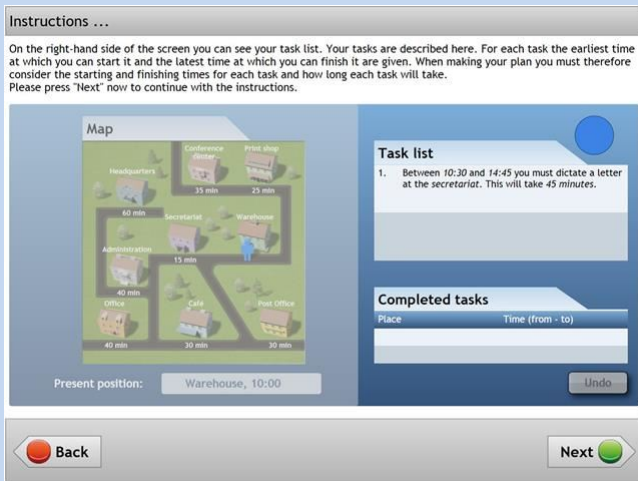 Instructions ...
On the right-hand side of the screen you can see your task list. Your tasks are described here. For each task the earliest time
at which you can start it and the latest time at which you can finish it are given. When making your plan you must therefore
consider the starting and finishing times for each task and how long each task will take.
Please press "Next" now to continue with the instructions.
Map
Conference Print shop
Center
Headquarters
35 min 25 min
60 min
Secretariat Warehouse
Administration
15 min
40 min
Office Café Post Office
40 min 30 min 30 min
Present position: Warehouse, 10:00
Task list
1. Between 10:30 and 14:45 you must dictate a letter
at the secretariat. This will take 45 minutes.
Completed tasks
Place Time (from - to)
Undo
Back
Next